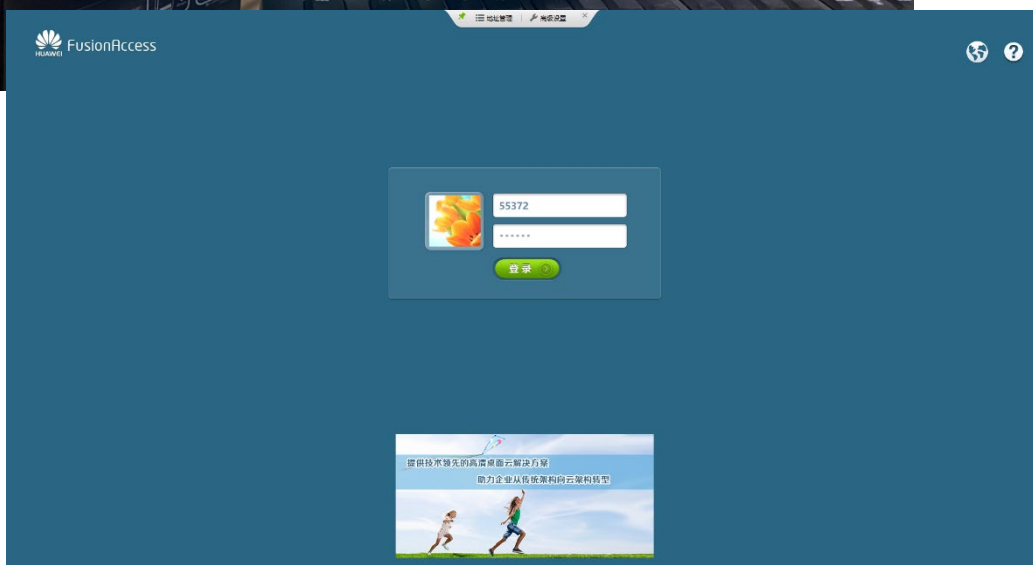 地址管理 | 高级设置 ×
HUAWEI FusionAccess
?
55372
••••••
登录
提供技术领先的高清桌面云解决方案
助力企业从传统架构向云架构转型